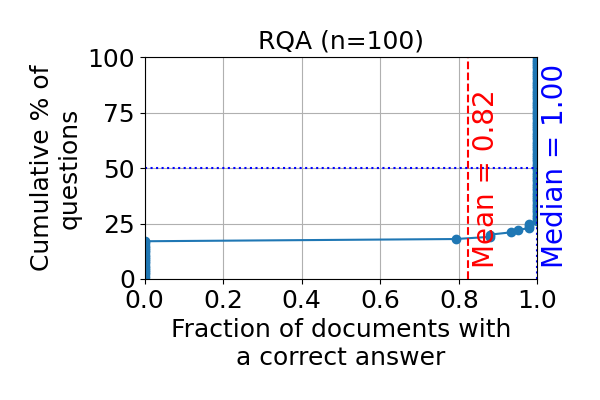 RQA (n=100)
Cumulative % of
questions
100
75
50
25
0
Mean = 0.82
Median = 1.00
0.0 0.2 0.4 0.6 0.8 1.0
Fraction of documents with
a correct answer